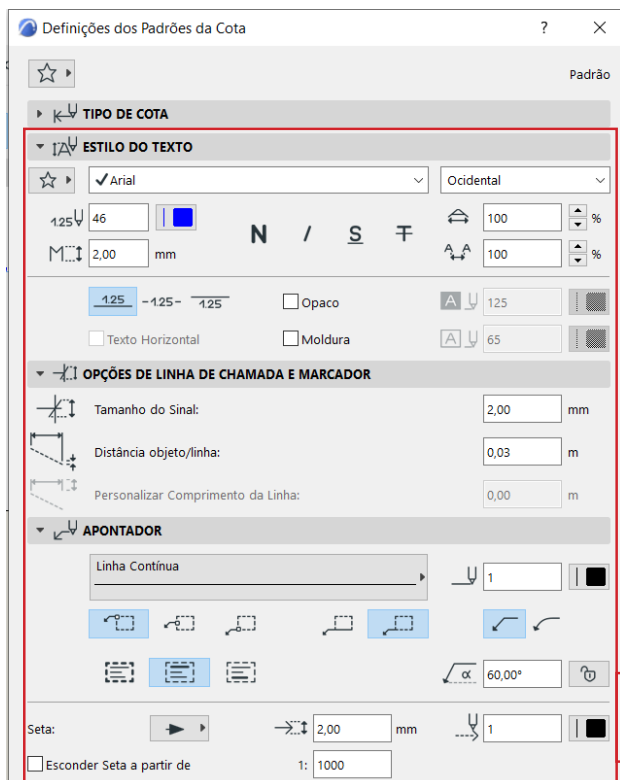 Definições dos Padrões da Cota ?
Padrão
TIPO DE COTA
ESTILO DO TEXTO
Arial Ocidental
1.25 46 N / S T 100 %
M 2,00 mm A A 100 %
1.25 -1.25- 1.25 Opaco A 125
Texto Horizontal Moldura A 65
OPÇÕES DE LINHA DE CHAMADA E MARCADOR
Tamanho do Sinal: 2,00 mm
Distância objeto/linha: 0,03 m
Personalizar Comprimento da Linha: 0,00 m
APONTADOR
Linha Contínua 1
α 60,00°
Seta: 2,00 mm 1
Esconder Seta a partir de 1: 1000